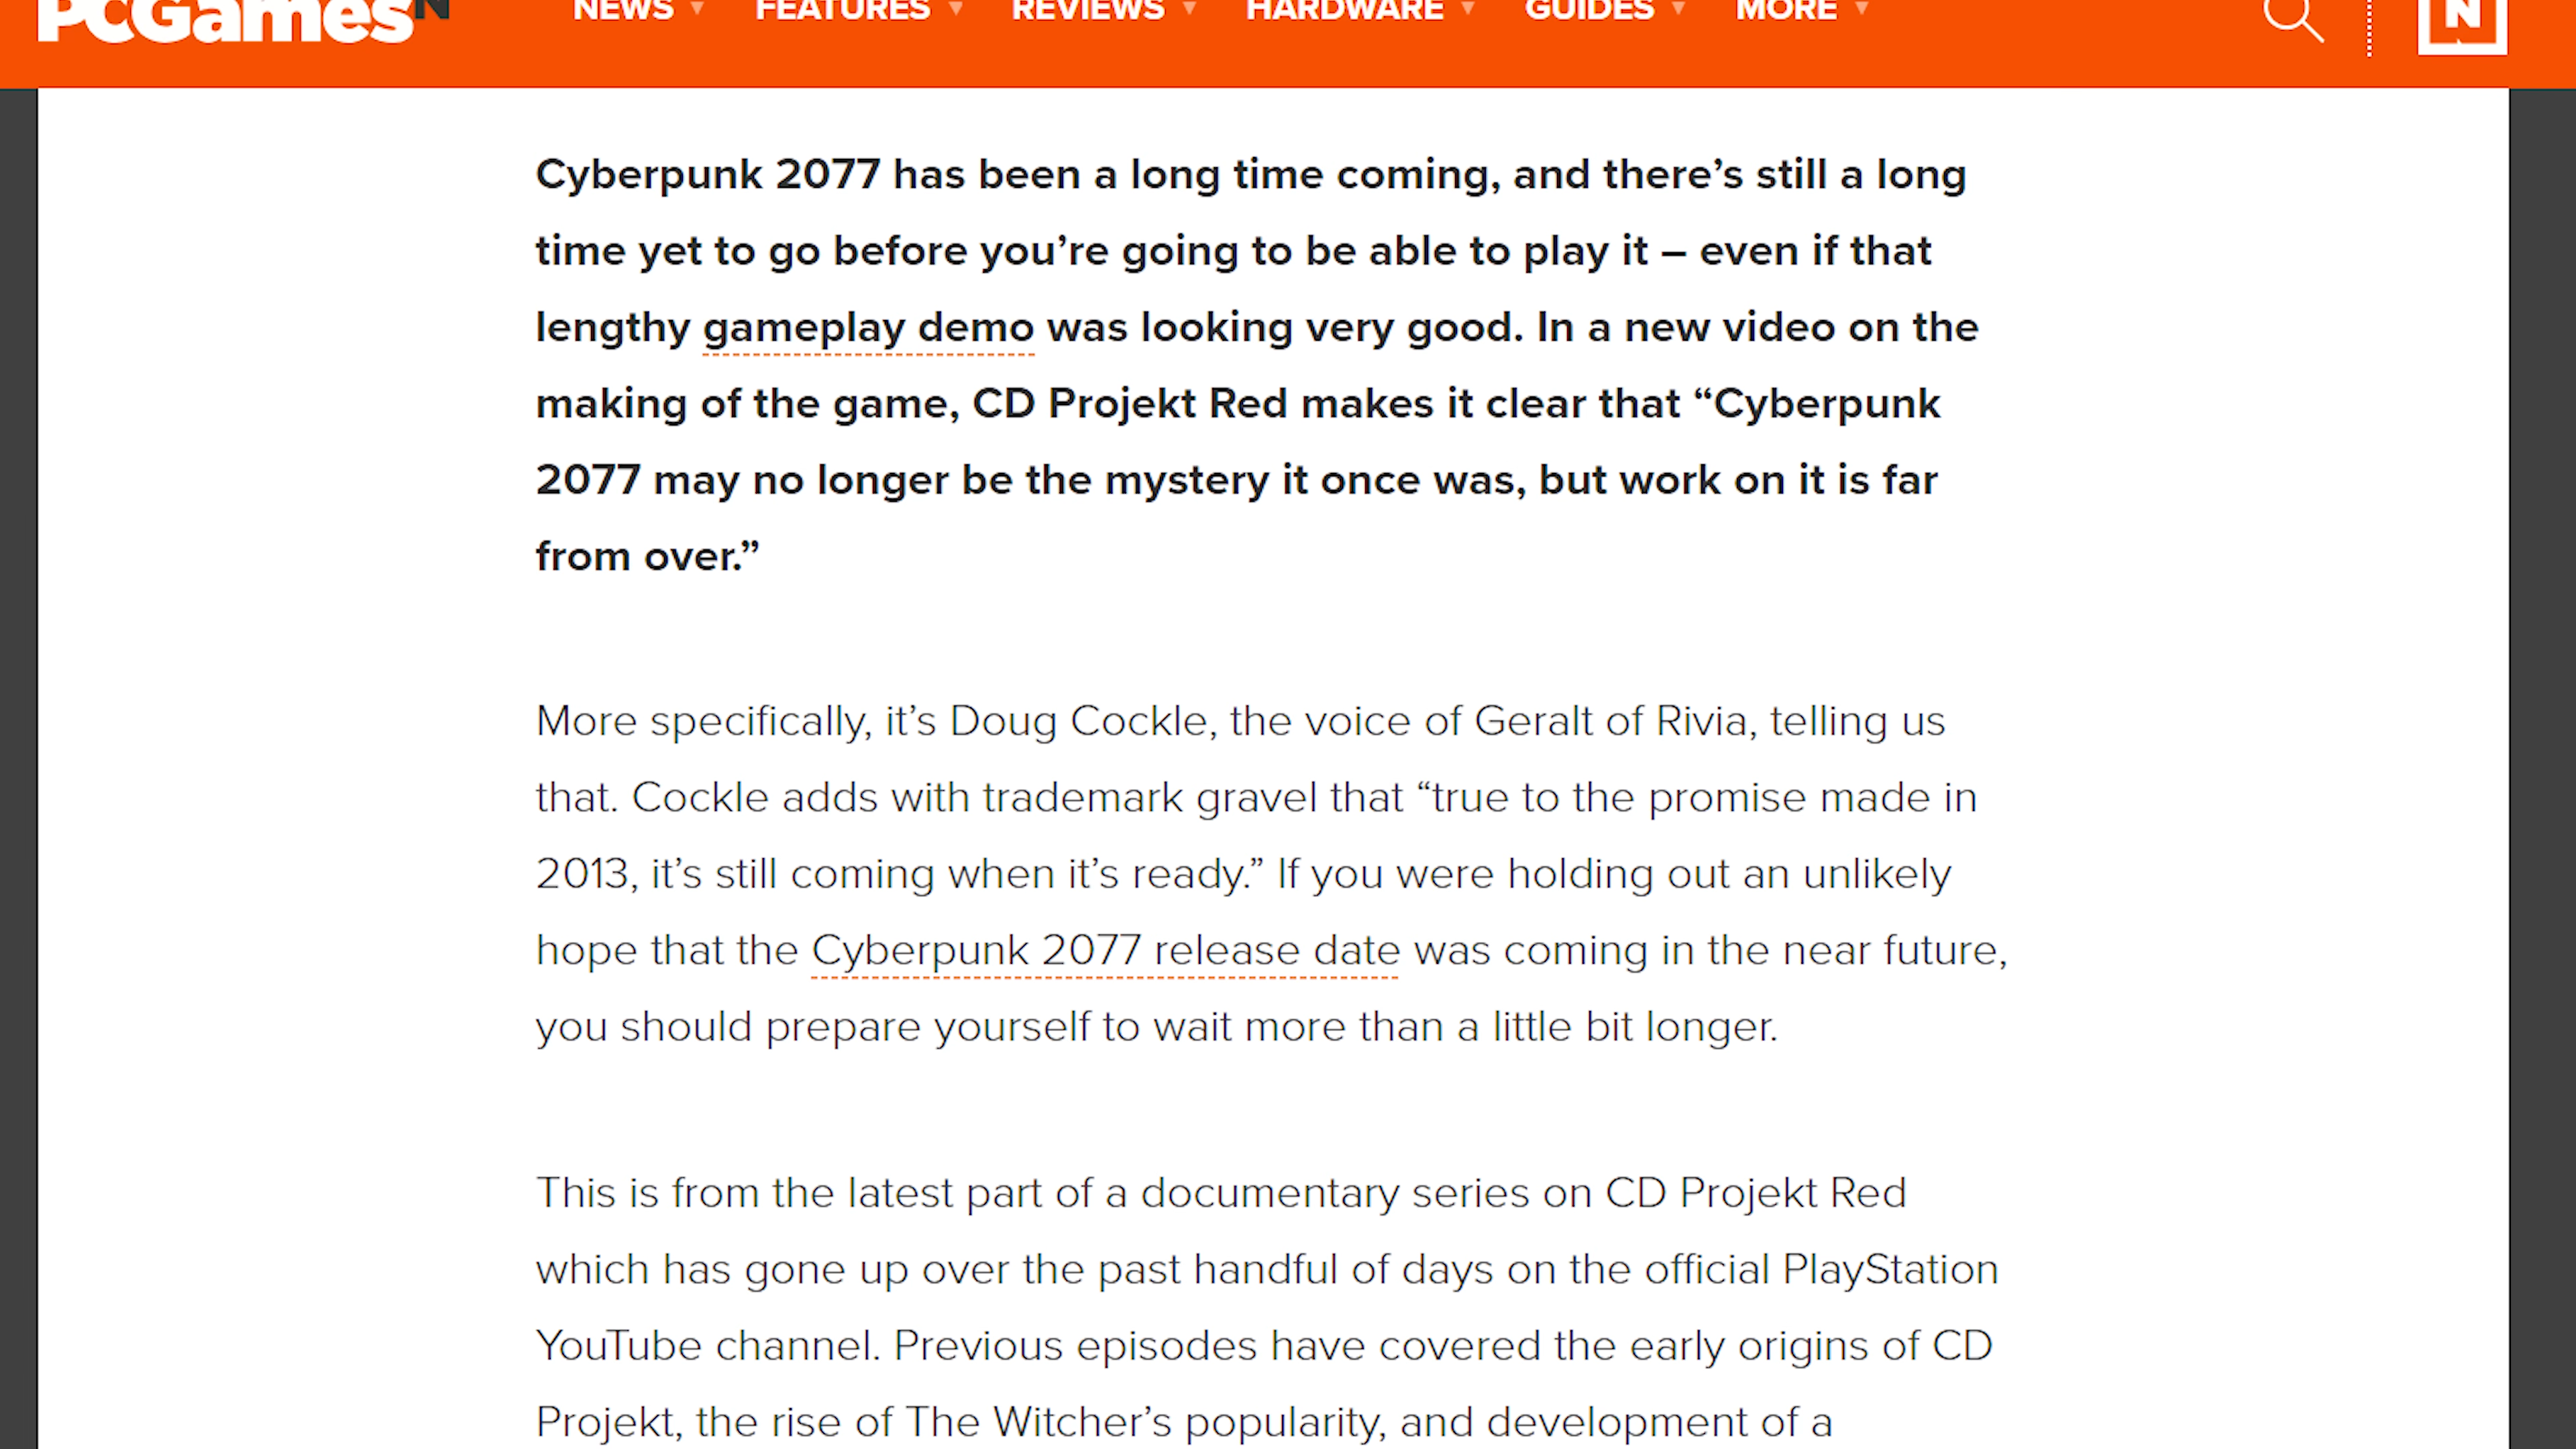 PCGamesN NEWS FEATURES REVIEWS HARDWARE GUIDES MORE N
Cyberpunk 2077 has been a long time coming, and there’s still a long
time yet to go before you’re going to be able to play it – even if that
lengthy gameplay demo was looking very good. In a new video on the
making of the game, CD Projekt Red makes it clear that “Cyberpunk
2077 may no longer be the mystery it once was, but work on it is far
from over.”
More specifically, it’s Doug Cockle, the voice of Geralt of Rivia, telling us
that. Cockle adds with trademark gravel that “true to the promise made in
2013, it’s still coming when it’s ready.” If you were holding out an unlikely
hope that the Cyberpunk 2077 release date was coming in the near future,
you should prepare yourself to wait more than a little bit longer.
This is from the latest part of a documentary series on CD Projekt Red
which has gone up over the past handful of days on the official PlayStation
YouTube channel. Previous episodes have covered the early origins of CD
Projekt, the rise of The Witcher’s popularity, and development of a